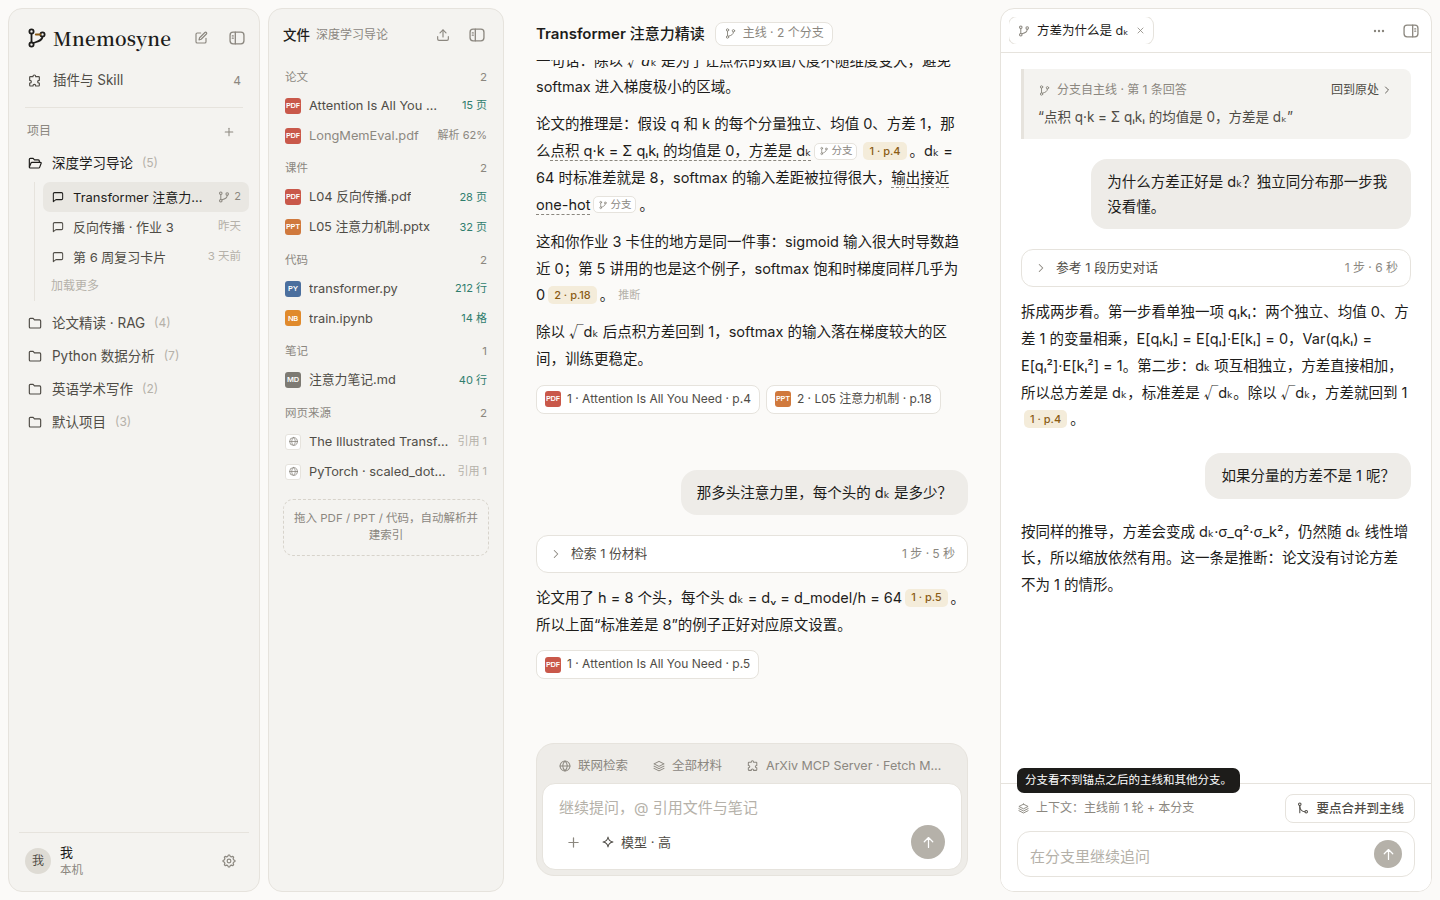 Mnemosyne
插件与 Skill 4
项目
深度学习导论 (5)
Transformer 注意力... 2
反向传播 · 作业 3 昨天
第 6 周复习卡片 3 天前
加载更多
论文精读 · RAG (4)
Python 数据分析 (7)
英语学术写作 (2)
默认项目 (3)
我 我
本机
文件 深度学习导论
论文 2
PDF Attention Is All You ... 15 页
PDF LongMemEval.pdf 解析 62%
课件 2
PDF L04 反向传播.pdf 28 页
PPT L05 注意力机制.pptx 32 页
代码 2
PY transformer.py 212 行
NB train.ipynb 14 格
笔记 1
MD 注意力笔记.md 40 行
网页来源 2
The Illustrated Transf... 引用 1
PyTorch · scaled_dot... 引用 1
拖入 PDF / PPT / 代码，自动解析并
建索引
Transformer 注意力精读 主线 · 2 个分支
一句话：除以 √ dₖ 是为了让点积的数值尺度不随维度变大，避免
softmax 进入梯度极小的区域。
论文的推理是：假设 q 和 k 的每个分量独立、均值 0、方差 1，那
么点积 q·k = Σ qᵢkᵢ 的均值是 0，方差是 dₖ 分支 1 · p.4 。dₖ =
64 时标准差就是 8，softmax 的输入差距被拉得很大，输出接近
one-hot 分支 。
这和你作业 3 卡住的地方是同一件事：sigmoid 输入很大时导数趋
近 0；第 5 讲用的也是这个例子，softmax 饱和时梯度同样几乎为
0 2 · p.18 。 推断
除以 √dₖ 后点积方差回到 1，softmax 的输入落在梯度较大的区
间，训练更稳定。
PDF 1 · Attention Is All You Need · p.4 PPT 2 · L05 注意力机制 · p.18
那多头注意力里，每个头的 dₖ 是多少？
检索 1 份材料 1 步 · 5 秒
论文用了 h = 8 个头，每个头 dₖ = dᵥ = d_model/h = 64 1 · p.5 。
所以上面“标准差是 8”的例子正好对应原文设置。
PDF 1 · Attention Is All You Need · p.5
联网检索 全部材料 ArXiv MCP Server · Fetch M...
继续提问，@ 引用文件与笔记
模型 · 高
方差为什么是 dₖ ×
分支自主线 · 第 1 条回答 回到原处
“点积 q·k = Σ qᵢkᵢ 的均值是 0，方差是 dₖ”
为什么方差正好是 dₖ？独立同分布那一步我
没看懂。
参考 1 段历史对话 1 步 · 6 秒
拆成两步看。第一步看单独一项 qᵢkᵢ：两个独立、均值 0、方
差 1 的变量相乘，E[qᵢkᵢ] = E[qᵢ]·E[kᵢ] = 0，Var(qᵢkᵢ) =
E[qᵢ²]·E[kᵢ²] = 1。第二步：dₖ 项互相独立，方差直接相加，
所以总方差是 dₖ，标准差是 √dₖ。除以 √dₖ，方差就回到 1
1 · p.4 。
如果分量的方差不是 1 呢？
按同样的推导，方差会变成 dₖ·σ_q²·σ_k²，仍然随 dₖ 线性增
长，所以缩放依然有用。这一条是推断：论文没有讨论方差
不为 1 的情形。
分支看不到锚点之后的主线和其他分支。
上下文：主线前 1 轮 + 本分支 要点合并到主线
在分支里继续追问